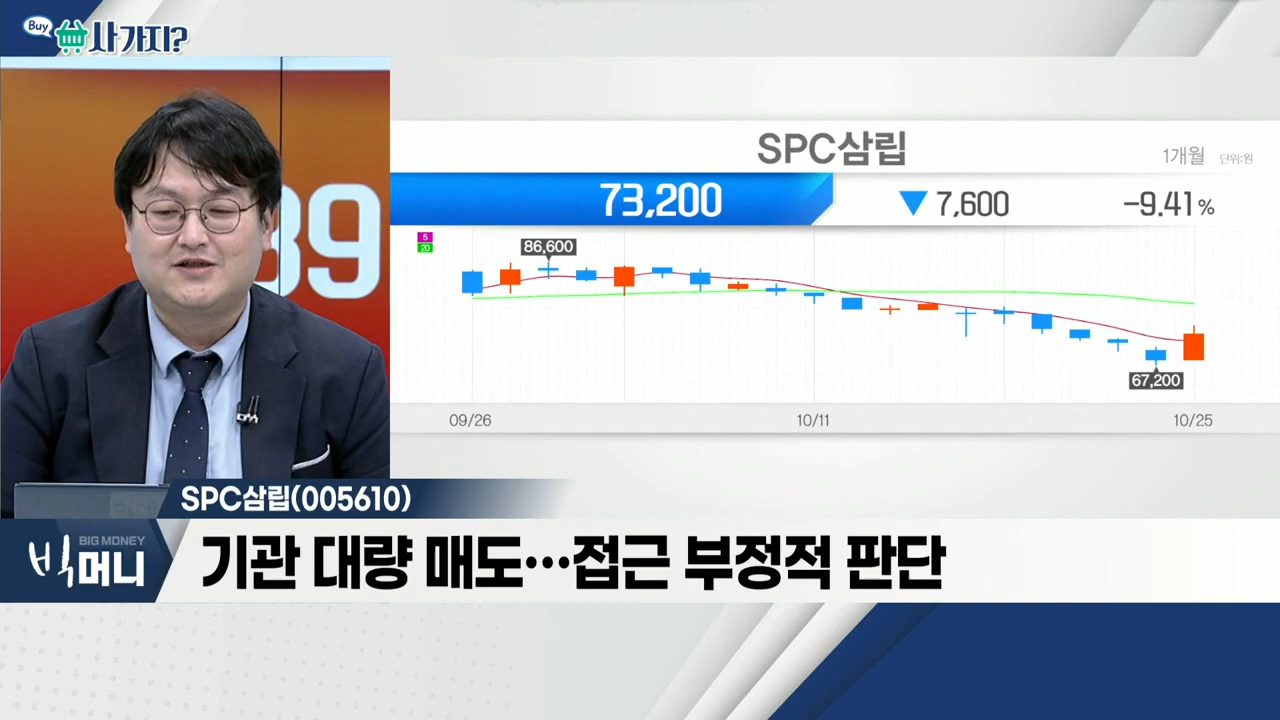 Buy
사가지?
39
SPC삼립
1개월
단위:원
73,200
▼7,600
-9.41%
5
20
86,600
67,200
09/26
10/11
10/25
SPC삼립(005610)
BIG MONEY
빅머니
기관 대량 매도…접근 부정적 판단